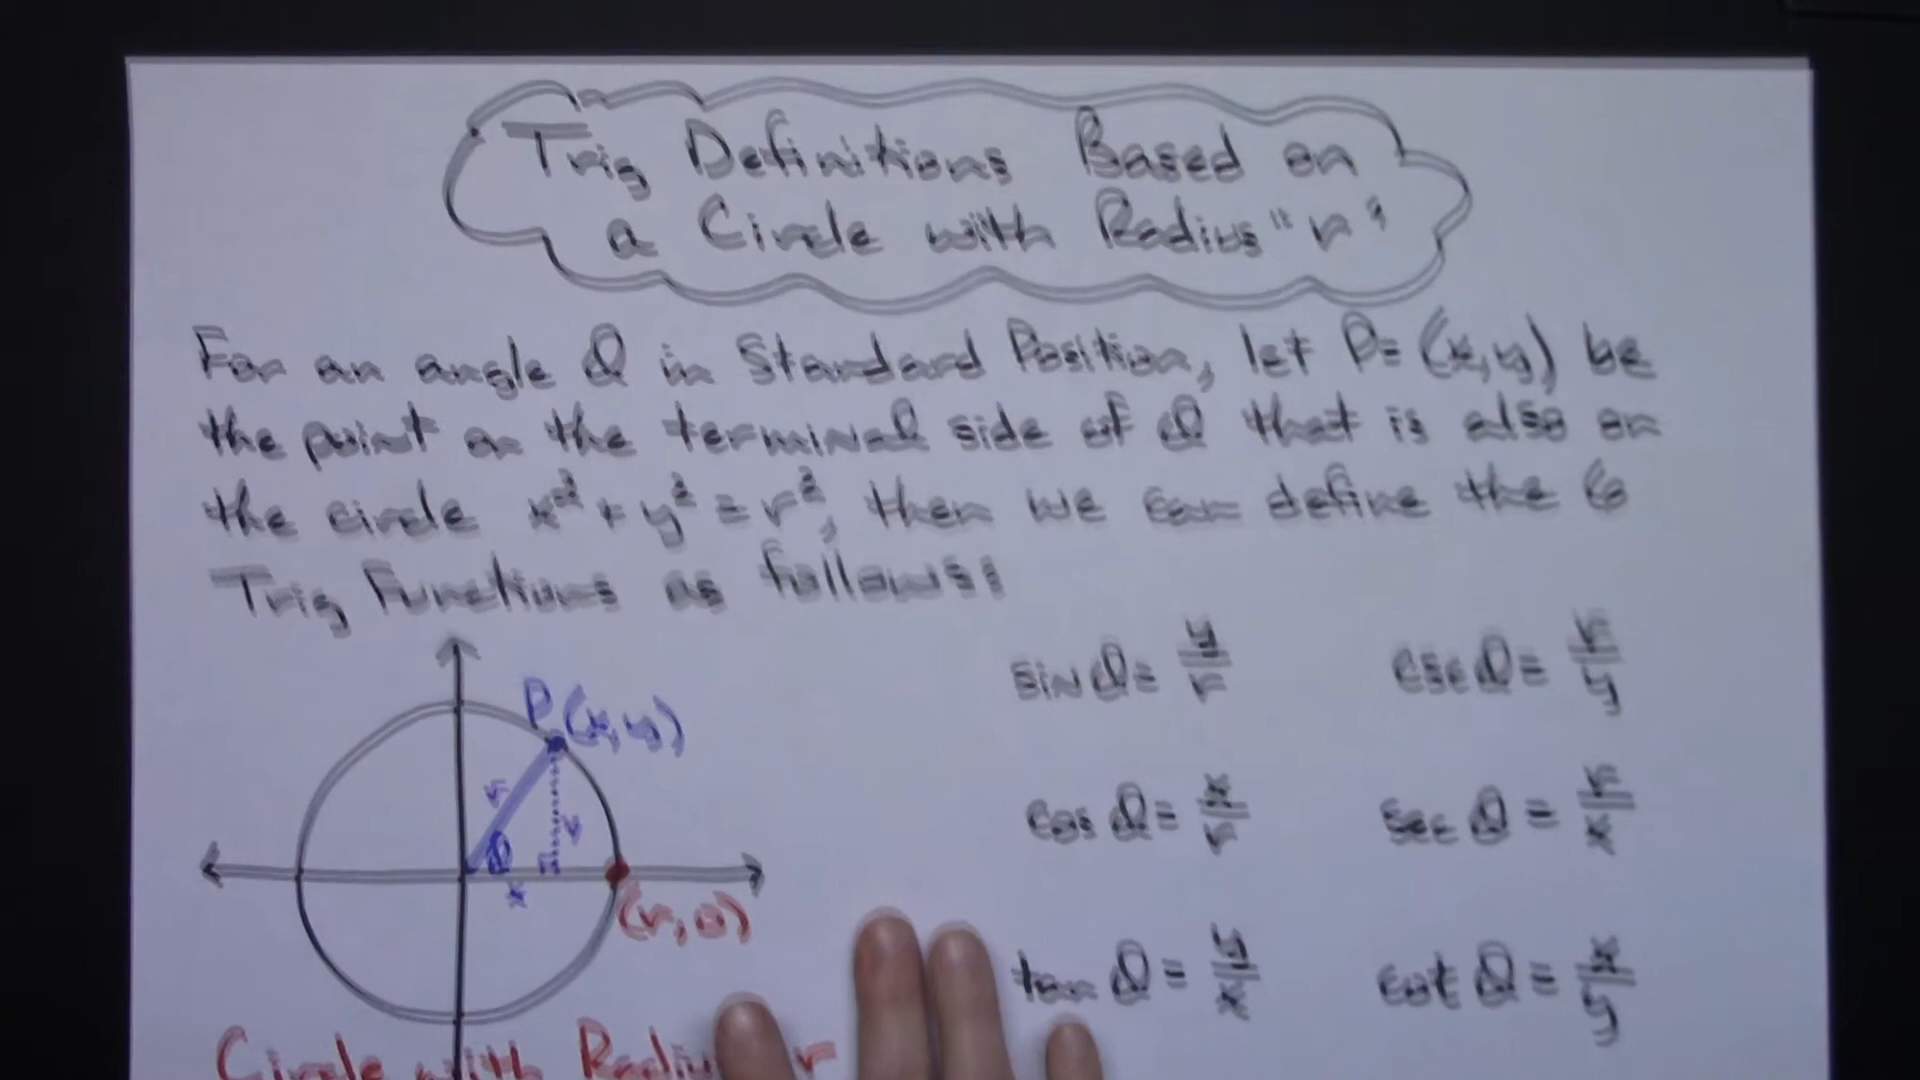 Trig Definitions Based on
a Circle with Radius "r"
For an angle θ in Standard Position, let P=(x,y) be
the point on the terminal side of θ that is also on
the circle x²+y²=r², then we can define the 6
Trig Functions as follows:
sin θ = y/r
csc θ = r/y
P(x,y)
r
y
θ
x
(r,0)
cos θ = x/r
sec θ = r/x
tan θ = y/x
cot θ = x/y
Circle with Radius r